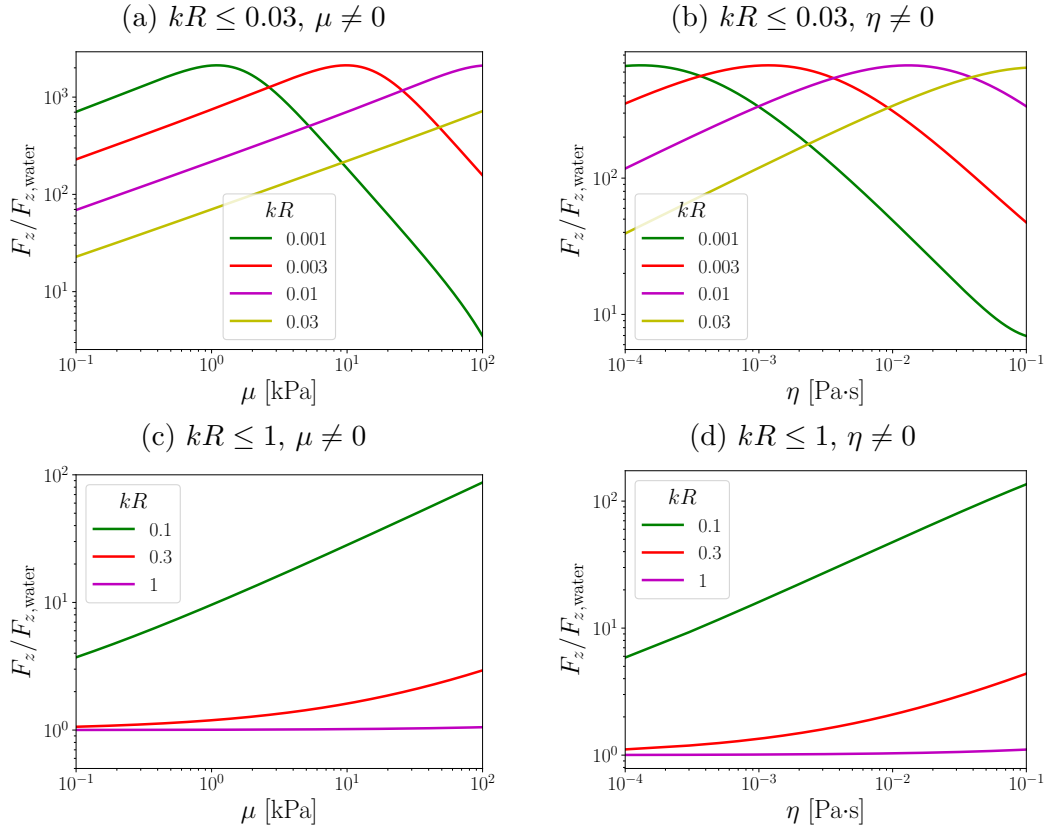 (a) kR ≤ 0.03, μ ≠ 0
F_z/F_{z,water}
10^3
10^2
10^1
kR
0.001
0.003
0.01
0.03
10^{-1} 10^0 10^1 10^2
μ [kPa]
(b) kR ≤ 0.03, η ≠ 0
F_z/F_{z,water}
10^2
10^1
kR
0.001
0.003
0.01
0.03
10^{-4} 10^{-3} 10^{-2} 10^{-1}
η [Pa·s]
(c) kR ≤ 1, μ ≠ 0
F_z/F_{z,water}
10^2
10^1
10^0
kR
0.1
0.3
1
10^{-1} 10^0 10^1 10^2
μ [kPa]
(d) kR ≤ 1, η ≠ 0
F_z/F_{z,water}
10^2
10^1
10^0
kR
0.1
0.3
1
10^{-4} 10^{-3} 10^{-2} 10^{-1}
η [Pa·s]